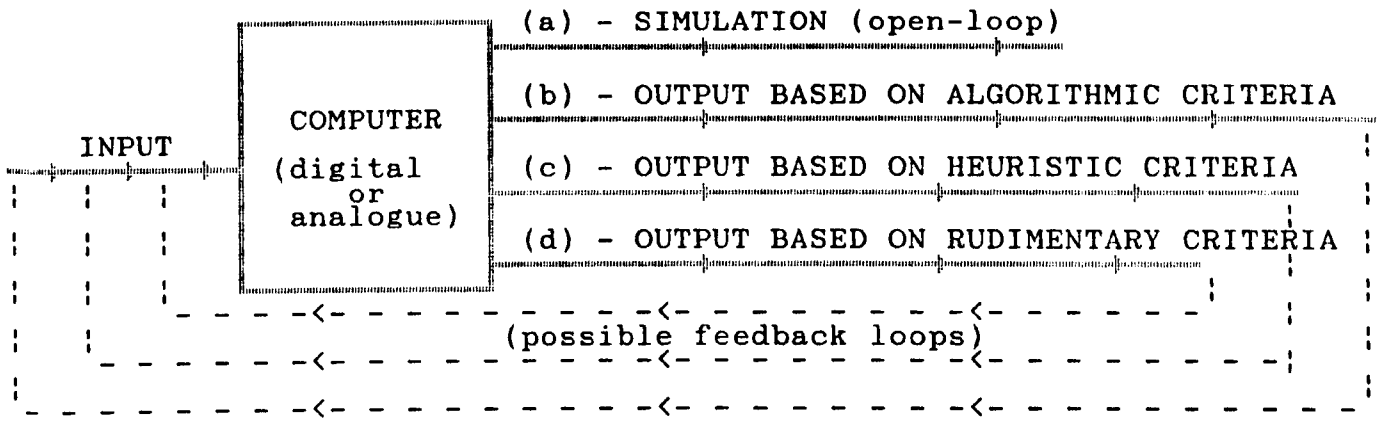 (a) - SIMULATION (open-loop)
(b) - OUTPUT BASED ON ALGORITHMIC CRITERIA
COMPUTER
INPUT
(digital
or
analogue)
(c) - OUTPUT BASED ON HEURISTIC CRITERIA
(d) - OUTPUT BASED ON RUDIMENTARY CRITERIA
(possible feedback loops)